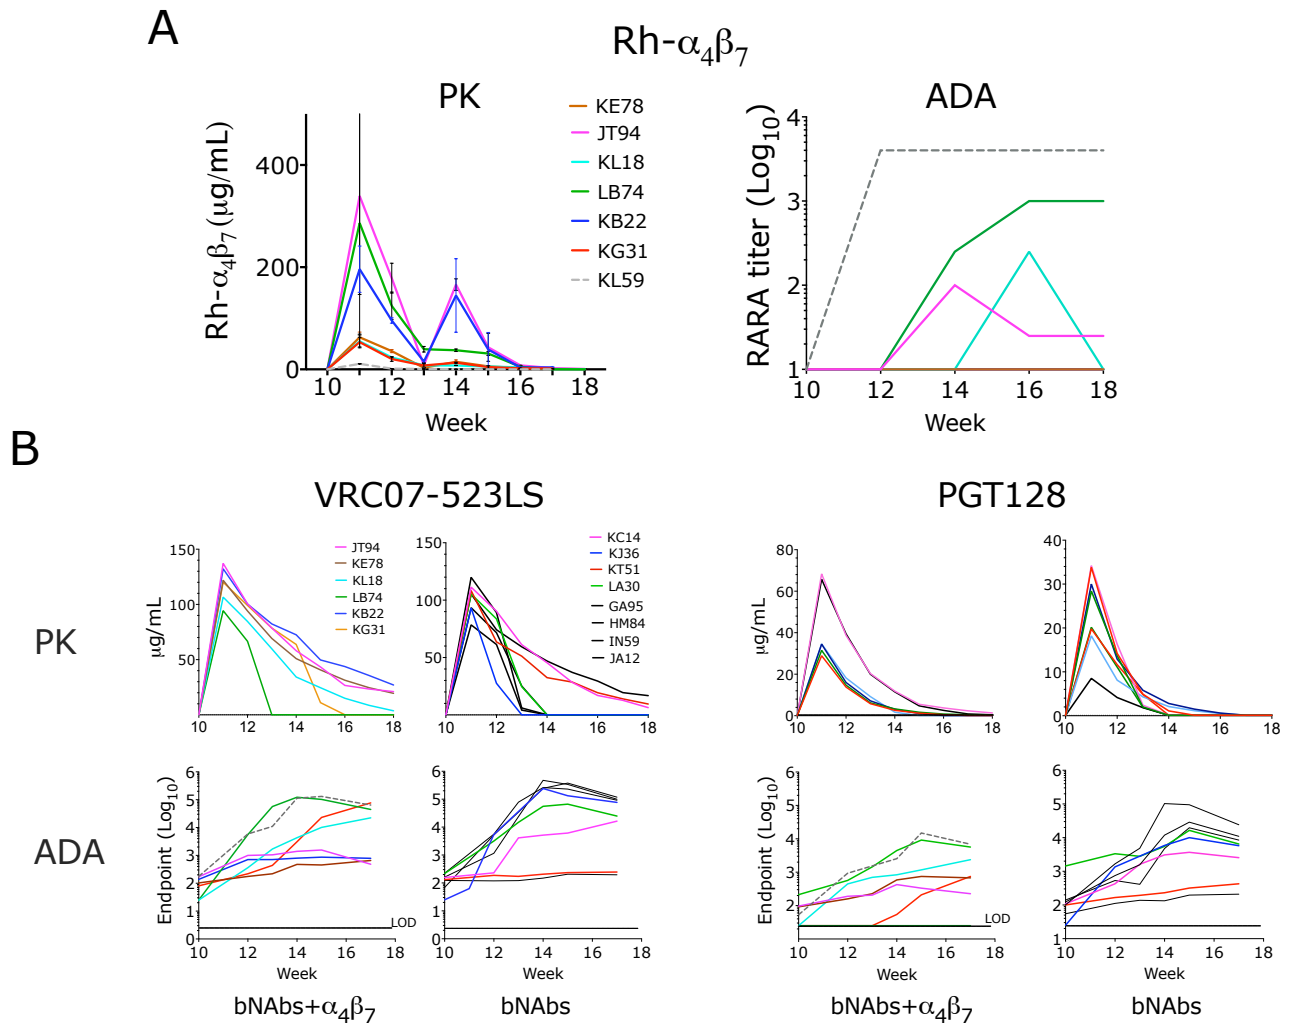 A
Rh-α4β7
PK
ADA
Rh-α4β7 (μg/mL)
400
200
0
10 12 14 16 18
Week
KE78
JT94
KL18
LB74
KB22
KG31
KL59
RARA titer (Log10)
4
3
2
1
10 12 14 16 18
Week
B
VRC07-523LS
PGT128
PK
μg/mL
150
100
50
10 12 14 16 18
JT94
KE78
KL18
LB74
KB22
KG31
150
100
50
10 12 14 16 18
KC14
KJ36
KT51
LA30
GA95
HM84
IN59
JA12
μg/mL
80
60
40
20
0
10 12 14 16 18
40
30
20
10
0
10 12 14 16 18
ADA
Endpoint (Log10)
6
5
4
3
2
1
0
LOD
10 12 14 16 18
Week
bNAbs+α4β7
6
5
4
3
2
1
0
10 12 14 16 18
Week
bNAbs
Endpoint (Log10)
6
5
4
3
2
1
LOD
10 12 14 16 18
Week
bNAbs+α4β7
6
5
4
3
2
1
10 12 14 16 18
Week
bNAbs